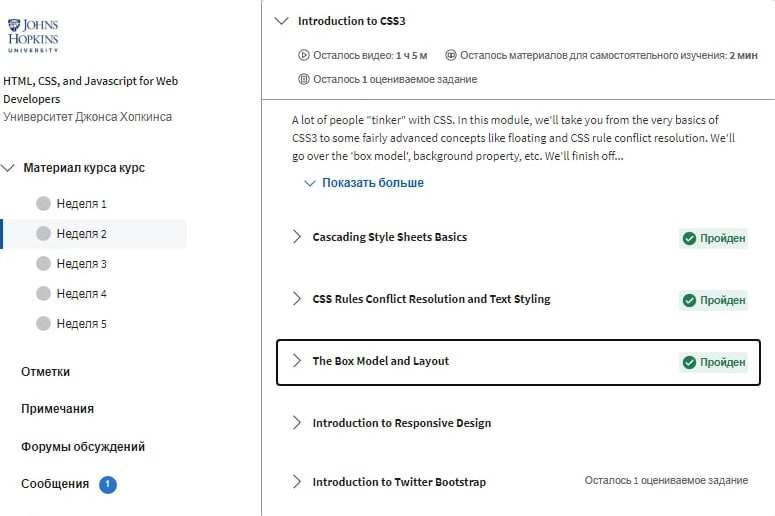 JOHNS
HOPKINS
UNIVERSITY
HTML, CSS, and Javascript for Web
Developers
Университет Джонса Хопкинса
Материал курса курс
Неделя 1
Неделя 2
Неделя 3
Неделя 4
Неделя 5
Отметки
Примечания
Форумы обсуждений
Сообщения 1
Introduction to CSS3
Осталось видео: 1 ч 5 м Осталось материалов для самостоятельного изучения: 2 мин
Осталось 1 оцениваемое задание
A lot of people "tinker" with CSS. In this module, we'll take you from the very basics of
CSS3 to some fairly advanced concepts like floating and CSS rule conflict resolution. We'll
go over the 'box model', background property, etc. We'll finish off...
Показать больше
Cascading Style Sheets Basics Пройден
CSS Rules Conflict Resolution and Text Styling Пройден
The Box Model and Layout Пройден
Introduction to Responsive Design
Introduction to Twitter Bootstrap Осталось 1 оцениваемое задание